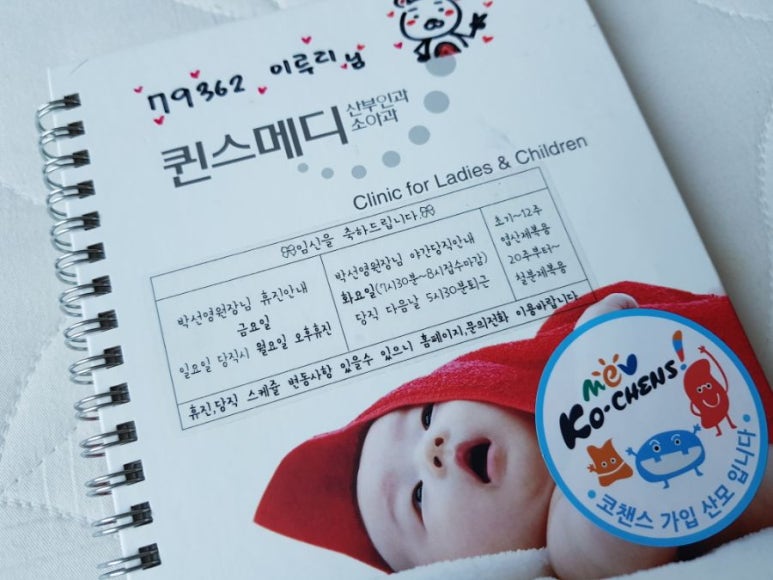 79362 이루리님
퀸스메디 산부인과
소아과
Clinic for Ladies & Children
임신을 축하드립니다.
박선영원장님 휴진안내
금요일
일요일 당직시 월요일 오후휴진
박선영원장님 야간당직안내
화요일(7시30분~8시접수마감)
당직 다음날 5시30분퇴근
초기~12주
엽산제복용
20주부터~
철분제복용
휴진,당직 스케줄 변동사항 있을수 있으니 홈페이지,문의전화 이용바랍니다
mev
KO-CHENS!
코챈스 가입 산모 입니다